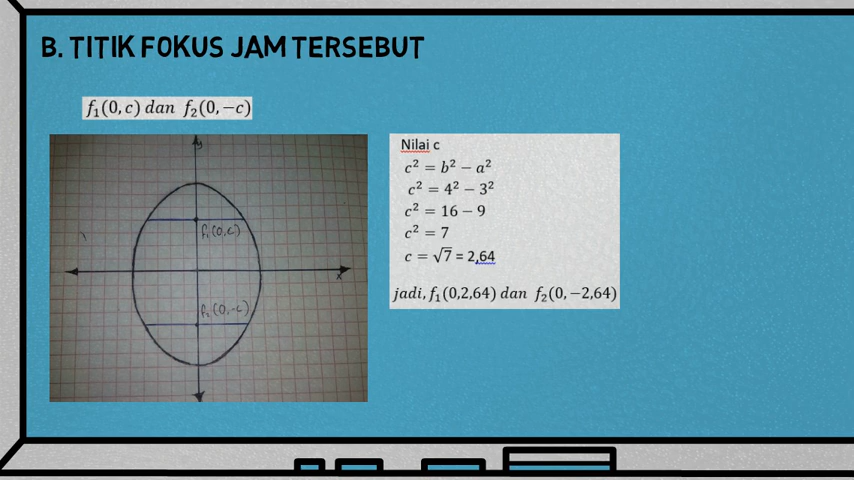 B. TITIK FOKUS JAM TERSEBUT
f₁(0, c) dan f₂(0, −c)
y
f₁(0,c)
x
f₂(0,-c)
Nilai c
c² = b² − a²
c² = 4² − 3²
c² = 16 − 9
c² = 7
c = √7 = 2,64
jadi, f₁(0,2,64) dan f₂(0, −2,64)